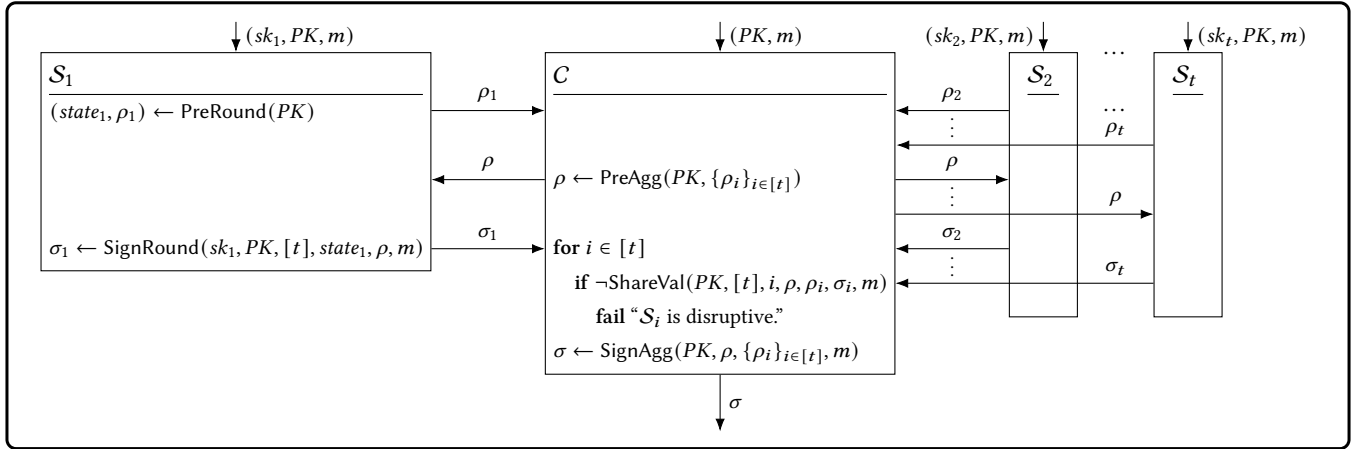 (sk₁, PK, m)
(PK, m)
(sk₂, PK, m)
...
(skₜ, PK, m)
𝒮₁
𝒞
𝒮₂
𝒮ₜ
(state₁, ρ₁) ← PreRound(PK)
ρ₁
ρ₂
...
⋮
ρₜ
ρ
ρ ← PreAgg(PK, {ρᵢ}ᵢ∈[ₜ])
ρ
⋮
ρ
σ₁ ← SignRound(sk₁, PK, [t], state₁, ρ, m)
σ₁
for i ∈ [t]
σ₂
⋮
if ¬ShareVal(PK, [t], i, ρ, ρᵢ, σᵢ, m)
σₜ
fail “𝒮ᵢ is disruptive.”
σ ← SignAgg(PK, ρ, {ρᵢ}ᵢ∈[ₜ], m)
σ